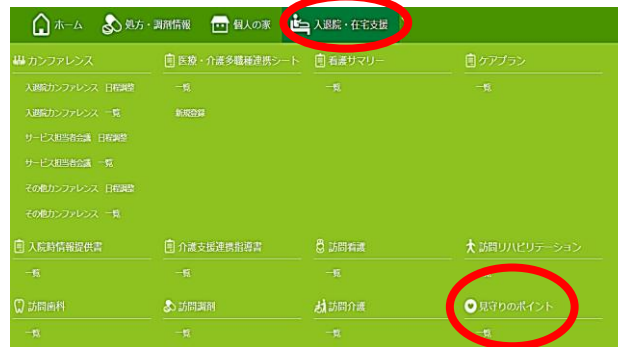 ホーム 処方・調剤情報 個人の家 入退院・在宅支援
カンファレンス 医療・介護多職種連携シート 看護サマリー ケアプラン
入退院カンファレンス 日程調整 一覧 一覧 一覧
入退院カンファレンス 一覧 新規登録
サービス担当者会議 日程調整
サービス担当者会議 一覧
その他カンファレンス 日程調整
その他カンファレンス 一覧
入院時情報提供書 介護支援連携指導書 訪問看護 訪問リハビリテーション
一覧 一覧 一覧 一覧
訪問歯科 訪問調剤 訪問介護 見守りのポイント
一覧 一覧 一覧 一覧